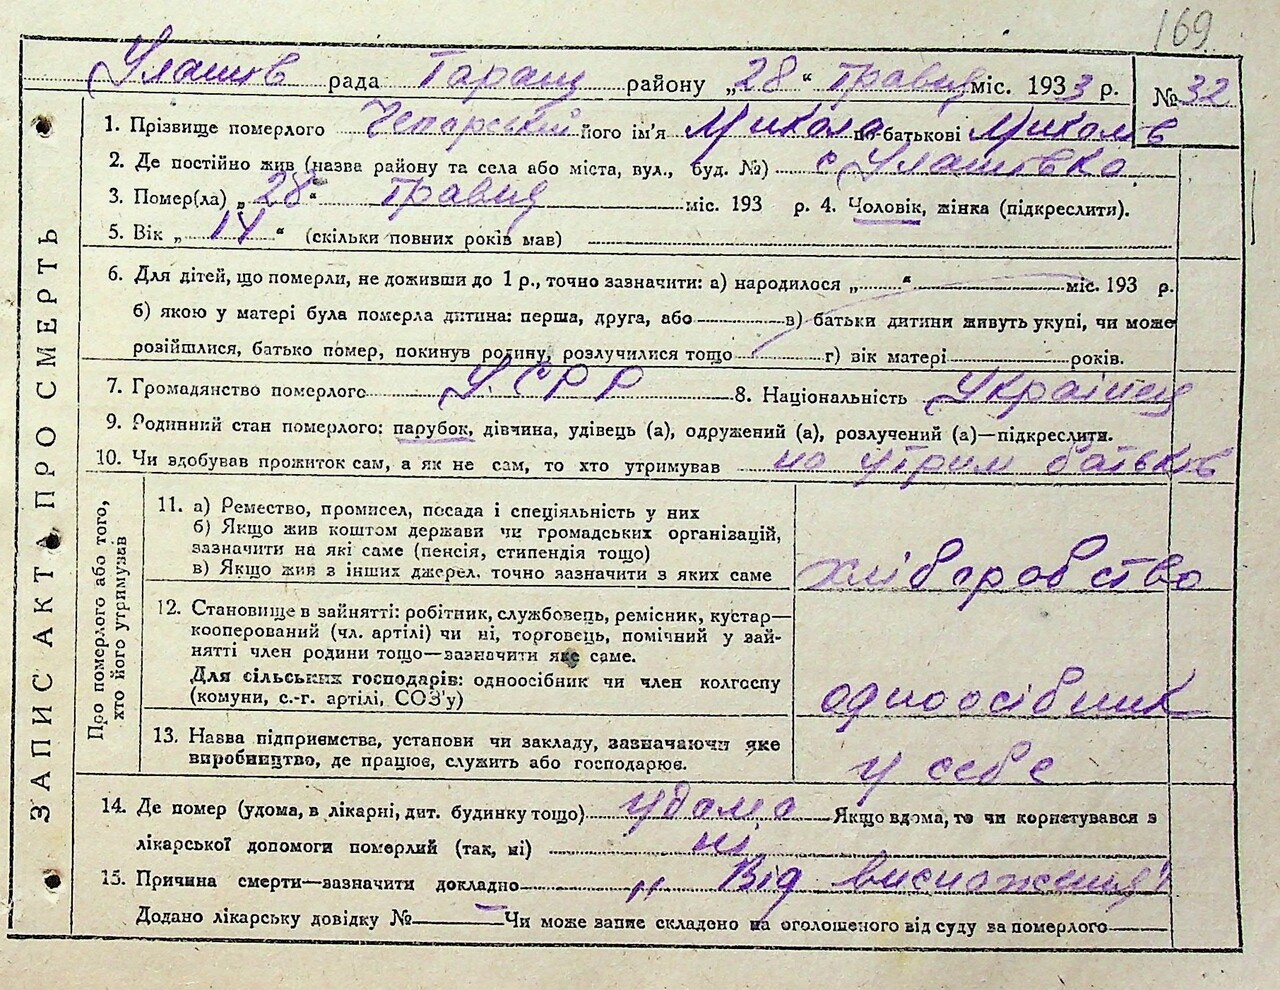 169
Улашів рада Таращ району „28“ травня міс. 1933 р. № 32
1. Прізвище померлого Чепарський його ім'я Микола по-батькові Миколів
2. Де постійно жив (назва району та села або міста, вул., буд. №) с Улашівка
3. Помер(ла) „28“ травня міс. 193 р. 4. Чоловік, жінка (підкреслити).
5. Вік „14“ (скільки повних років мав)
6. Для дітей, що померли, не доживши до 1 р., точно зазначити: а) народилося „ “ міс. 193 р.
б) якою у матері була померла дитина: перша, друга, або в) батьки дитини живуть укупі, чи може
розійшлися, батько помер, покинув родину, розлучилися тощо г) вік матері років.
7. Громадянство померлого УСРР 8. Національність Українец
9. Родинний стан померлого: парубок, дівчина, удівець (а), одружений (а), розлучений (а)—підкреслити.
10. Чи здобував прожиток сам, а як не сам, то хто утримував на утрим батьків
ЗАПИС АКТА ПРО СМЕРТЬ
Про померлого або того,
хто його утримував
11. а) Ремество, промисел, посада і спеціяльність у них
б) Якщо жив коштом держави чи громадських організацій,
зазначити на які саме (пенсія, стипендія тощо)
в) Якщо жив з інших джерел, точно зазначити з яких саме
хліборобство
12. Становище в зайнятті: робітник, службовець, ремісник, кустар—
кооперований (чл. артілі) чи ні, торговець, помічний у зай-
нятті член родини тощо—зазначити яке саме.
Для сільських господарів: одноосібник чи член колгоспу
(комуни, с.-г. артілі, СОЗ'у)
одноосібник
13. Назва підприємства, установи чи закладу, зазначаючи яке
виробництво, де працює, служить або господарює.
у себе
14. Де помер (удома, в лікарні, дит. будинку тощо) удома Якщо вдома, то чи користувався з
лікарської допомоги померлий (так, ні) ні
15. Причина смерти—зазначити докладно „Від виснаження“
Додано лікарську довідку № — Чи може запис складено на оголошеного від суду за померлого